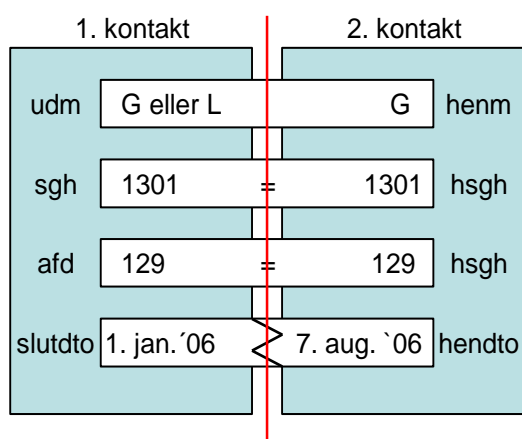 1. kontakt 2. kontakt
udm G eller L G henm
sgh 1301 = 1301 hsgh
afd 129 = 129 hsgh
slutdto 1. jan.´06 7. aug. `06 hendto